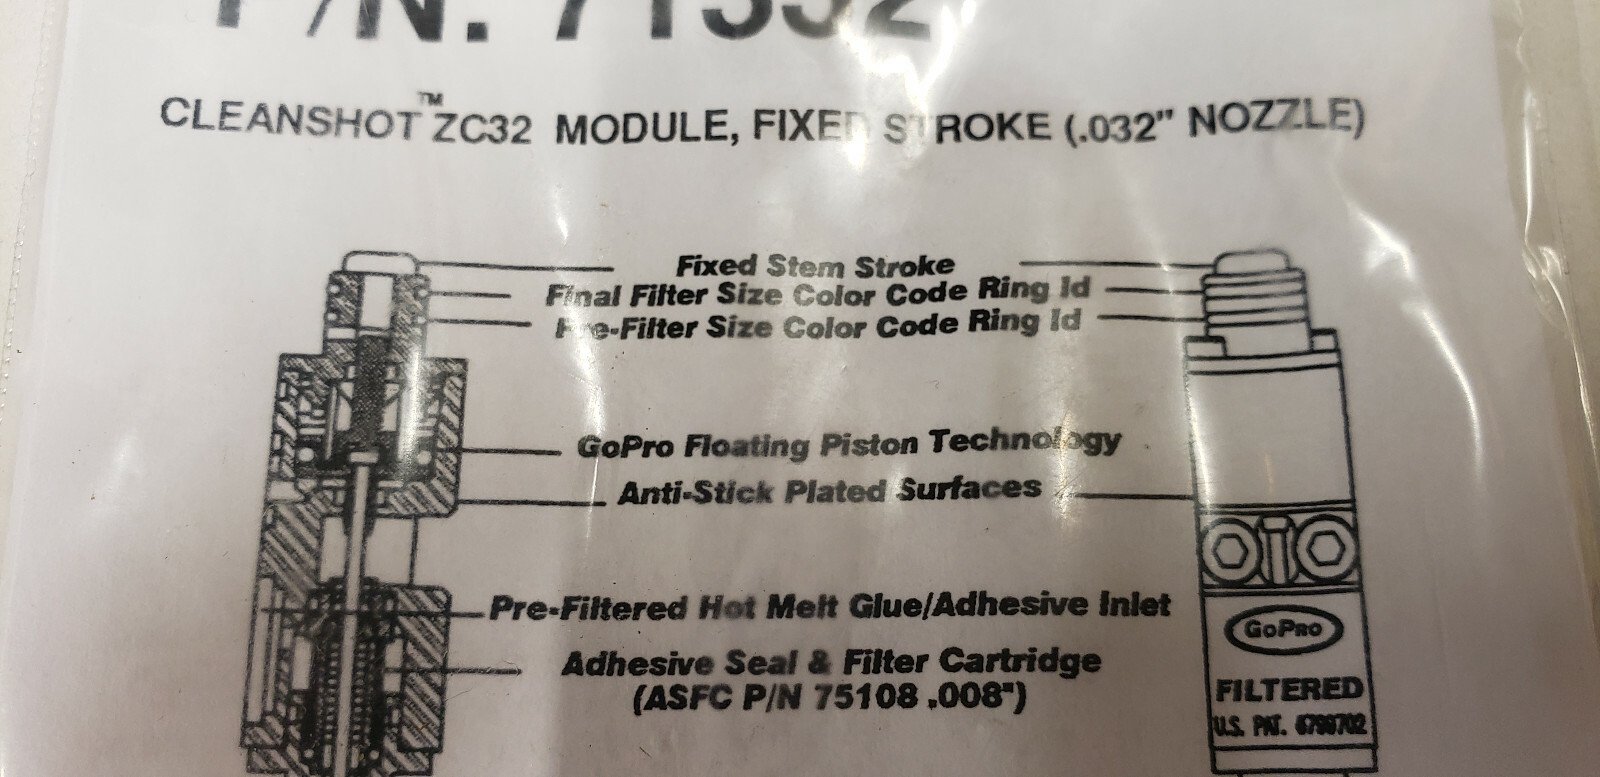 P/N. 71332
CLEANSHOT™ ZC32 MODULE, FIXED STROKE (.032" NOZZLE)
Fixed Stem Stroke
Final Filter Size Color Code Ring Id
Pre-Filter Size Color Code Ring Id
GoPro Floating Piston Technology
Anti-Stick Plated Surfaces
Pre-Filtered Hot Melt Glue/Adhesive Inlet
Adhesive Seal & Filter Cartridge
(ASFC P/N 75108 .008")
GoPro
FILTERED
U.S. PAT.